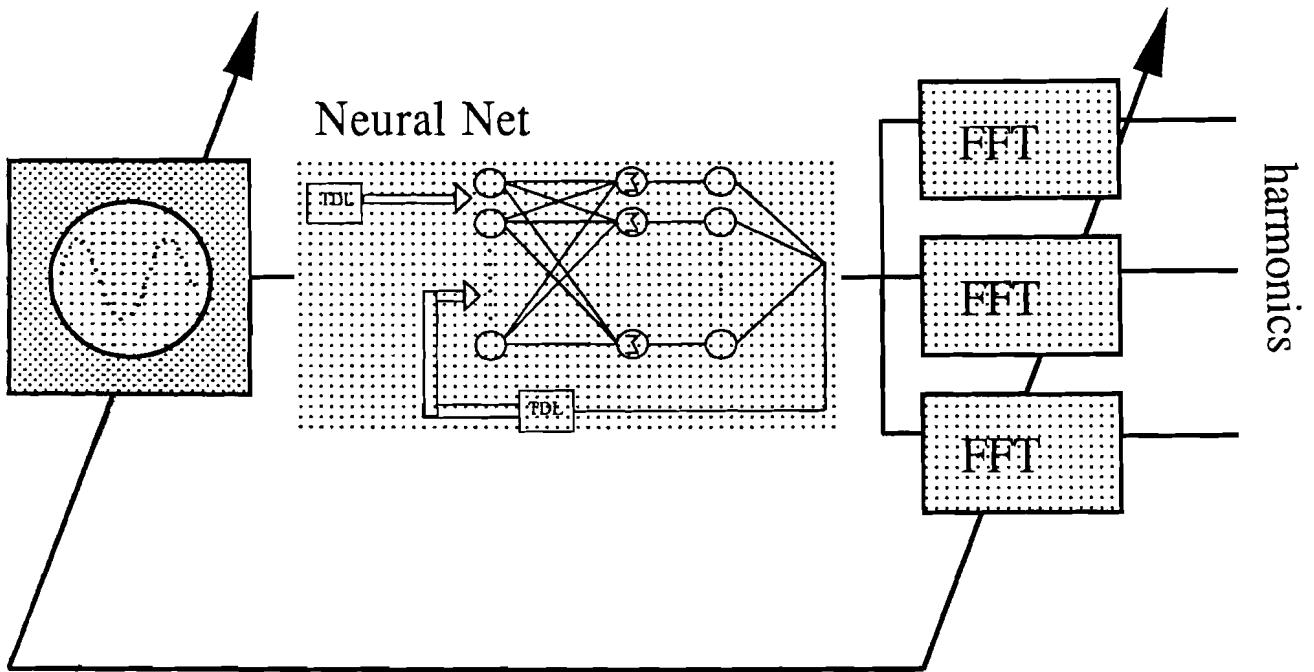 Neural Net
TDL
Σ
Σ
Σ
TDL
FFT
FFT
FFT
harmonics